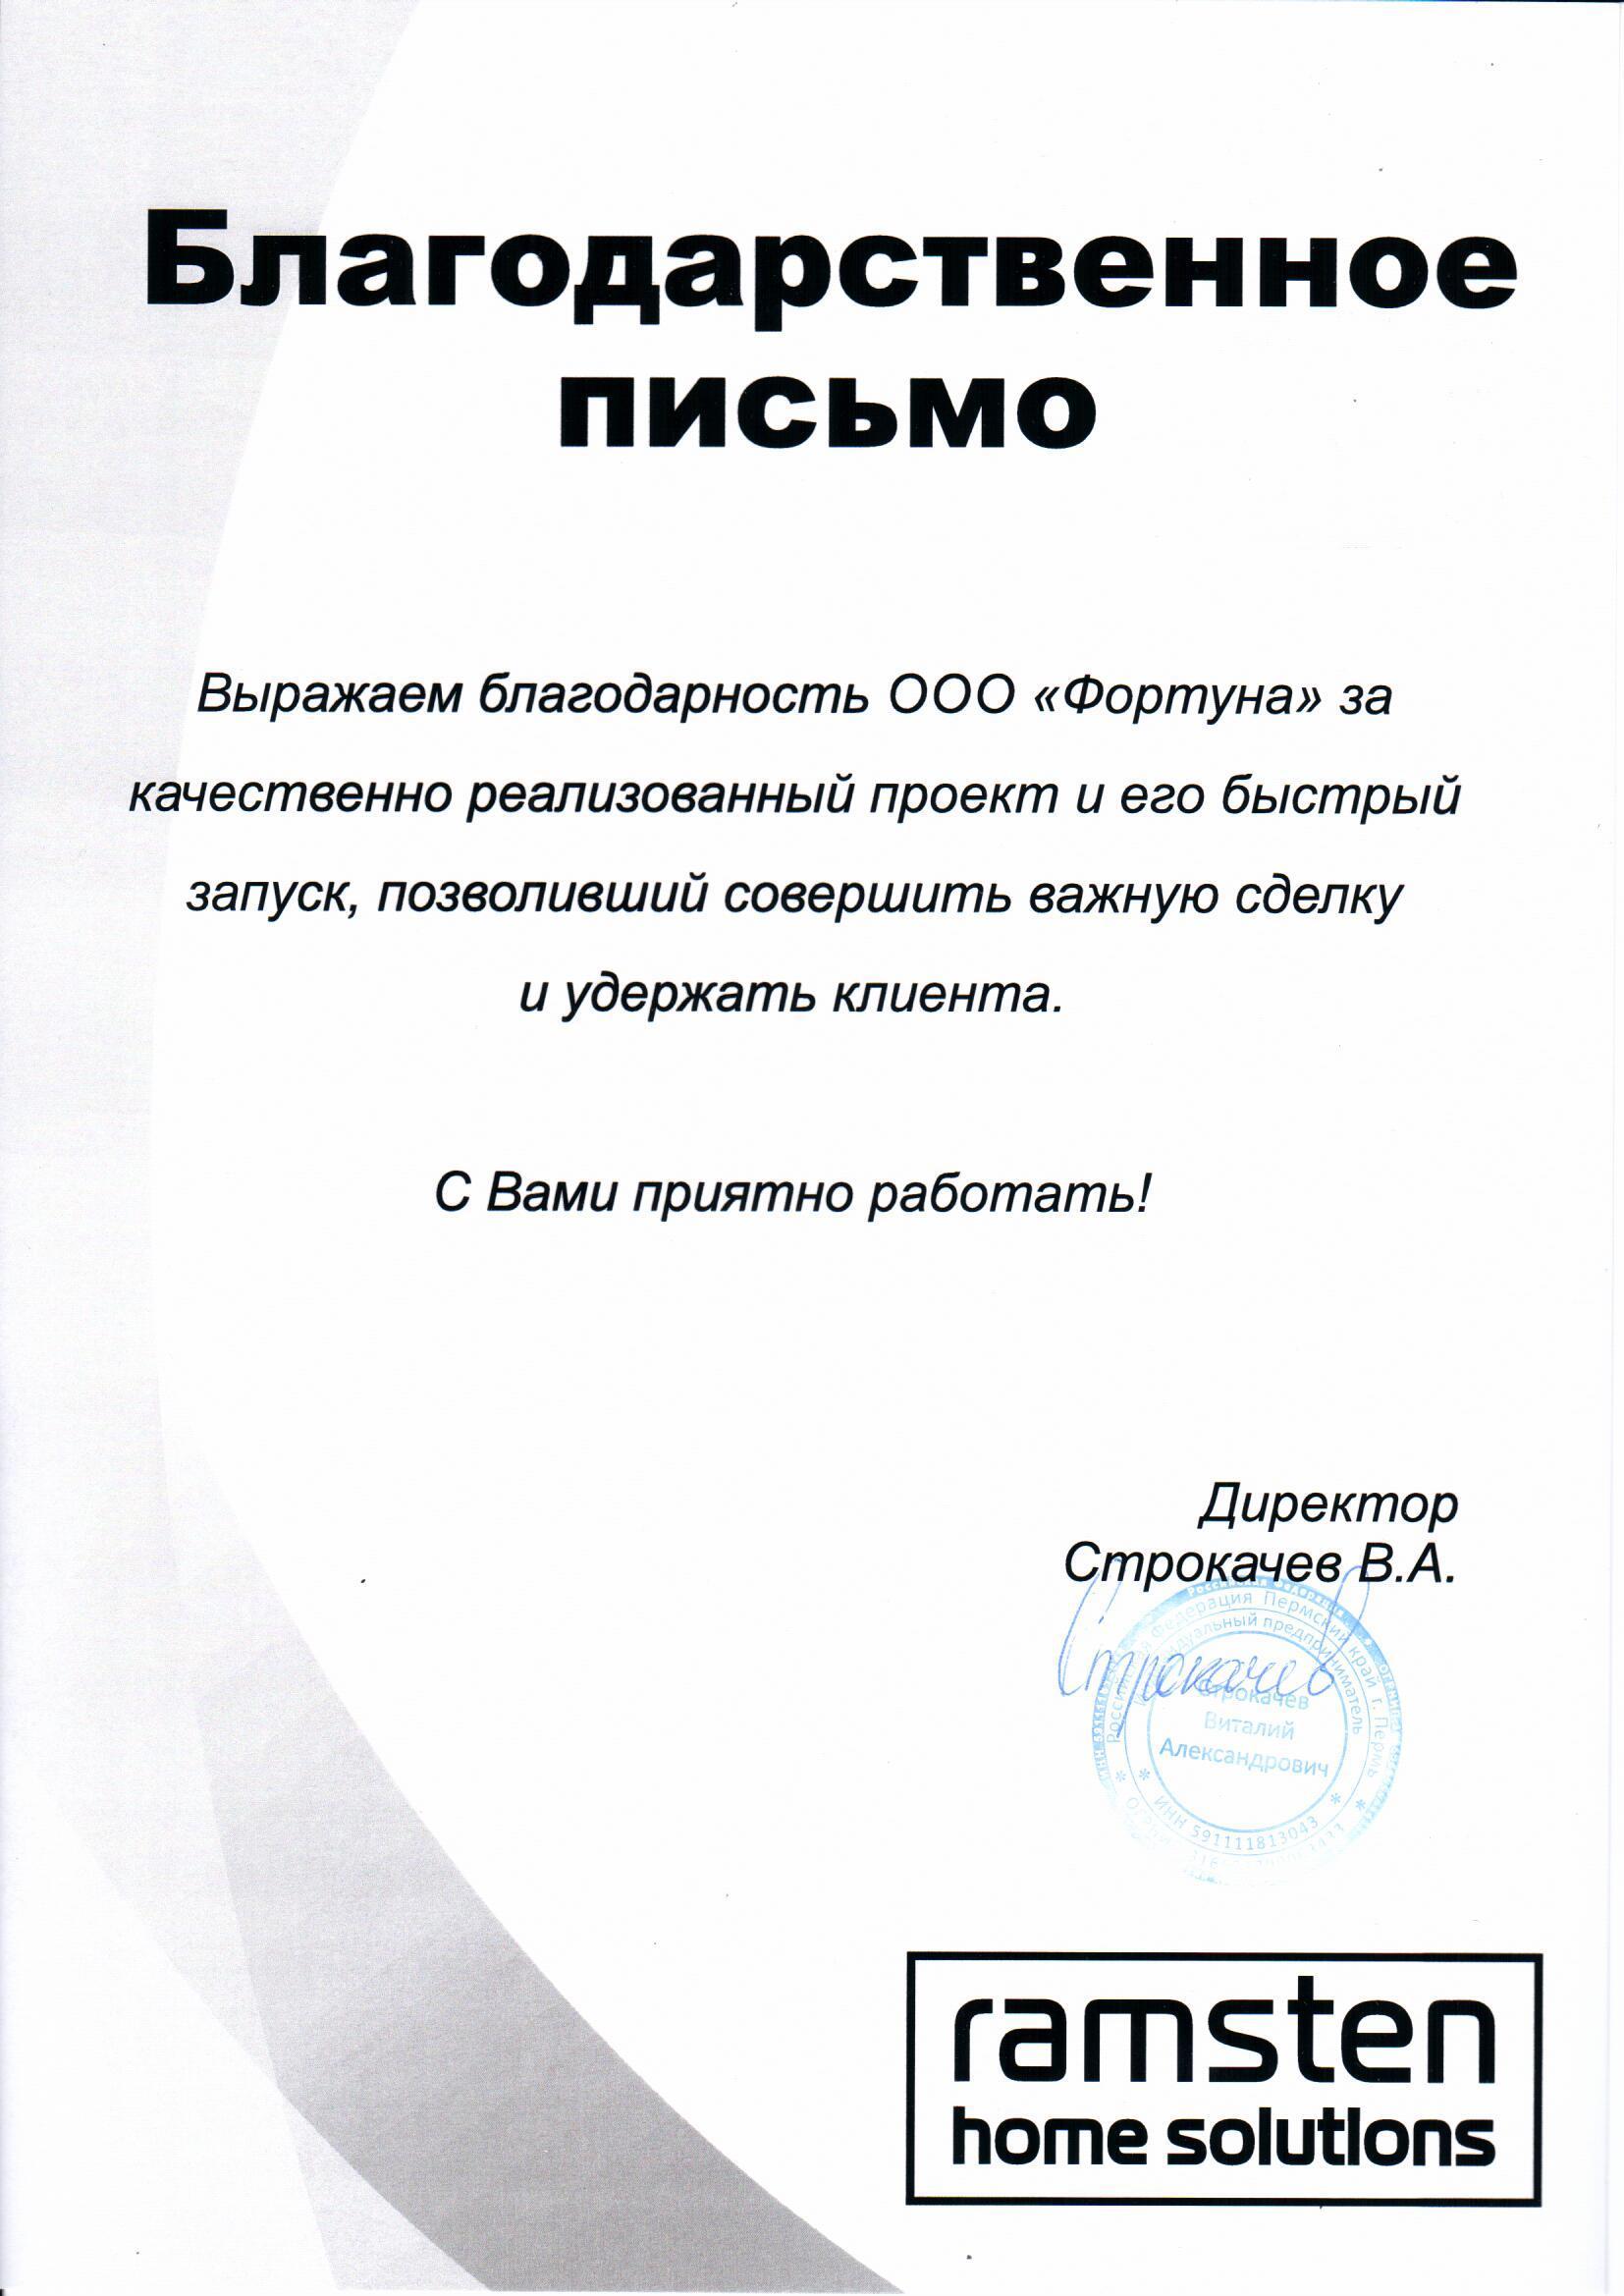 Благодарственное
письмо
Выражаем благодарность ООО «Фортуна» за
качественно реализованный проект и его быстрый
запуск, позволивший совершить важную сделку
и удержать клиента.
С Вами приятно работать!
Директор
Строкачев В.А.
Строкачев
Российская Федерация Пермский край г. Пермь
Индивидуальный предприниматель
Строкачев
Виталий
Александрович
ИНН 591111813043
ramsten
home solutions